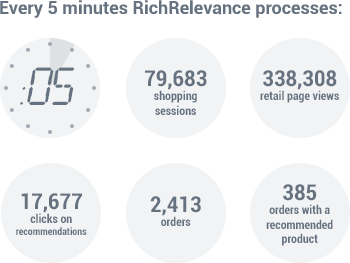 Every 5 minutes RichRelevance processes:
:05
79,683
shopping
sessions
338,308
retail page views
17,677
clicks on
recommendations
2,413
orders
385
orders with a
recommended
product